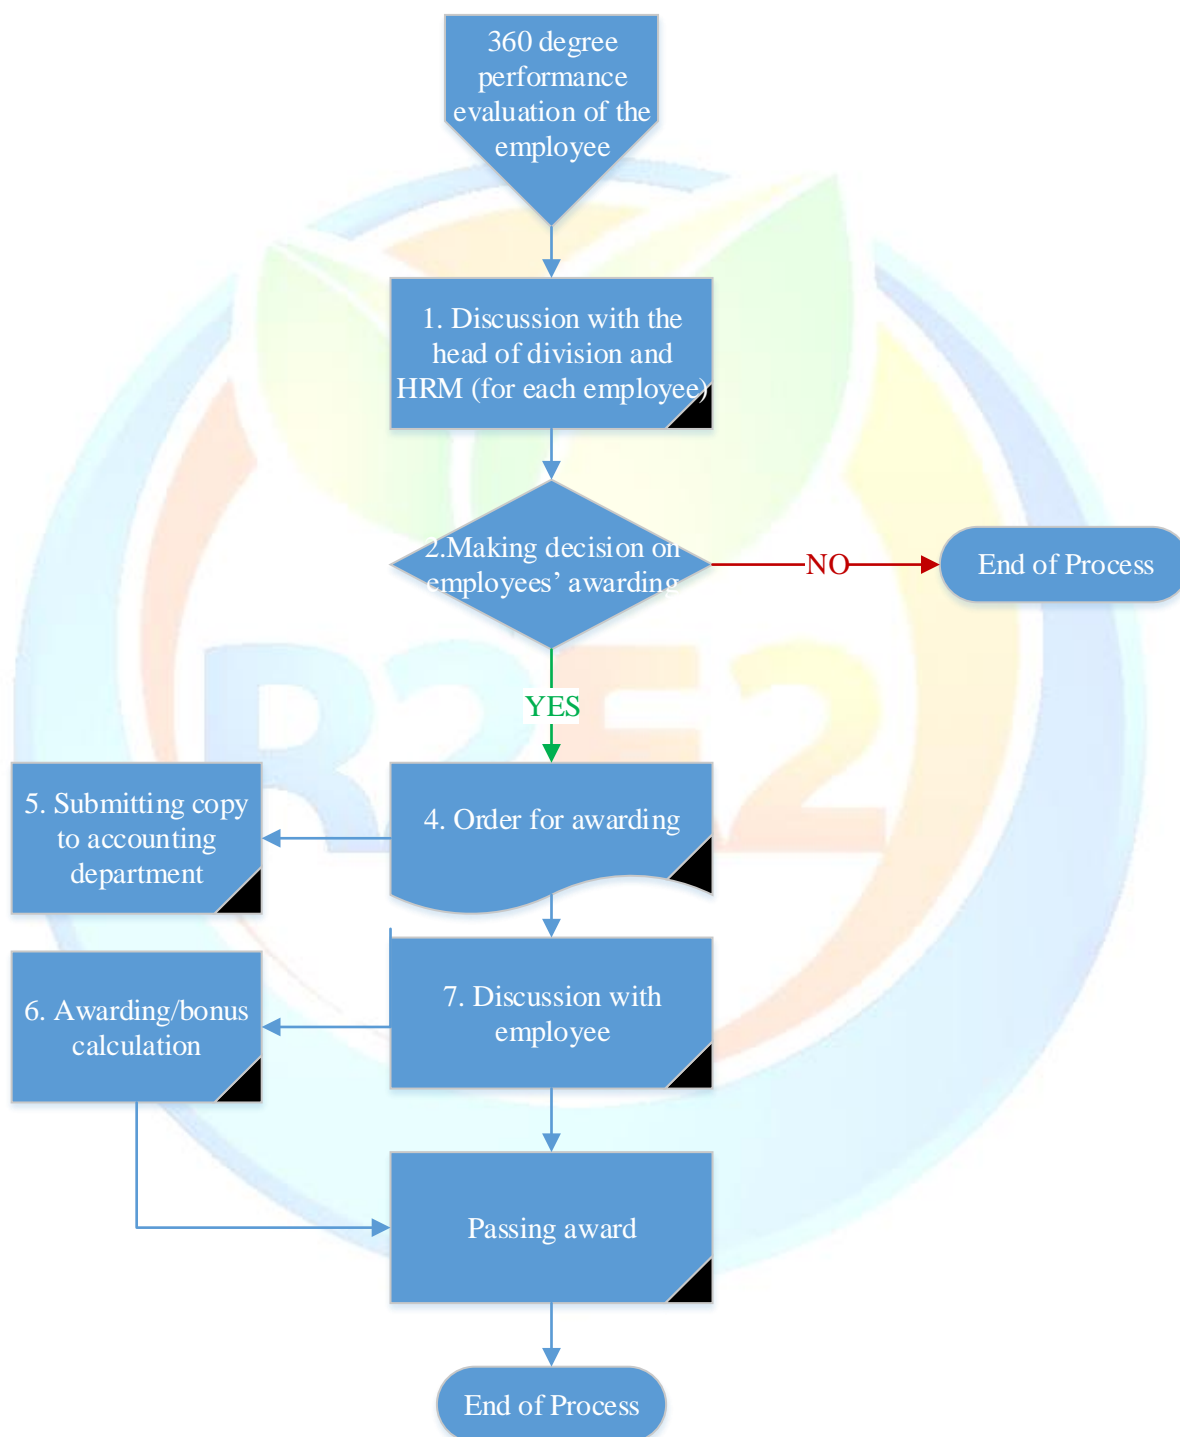 360 degree
performance
evaluation of the
employee
1. Discussion with the
head of division and
HRM (for each employee)
2.Making decision on
employees’ awarding
NO
End of Process
YES
R2E2
5. Submitting copy
to accounting
department
4. Order for awarding
6. Awarding/bonus
calculation
7. Discussion with
employee
Passing award
End of Process